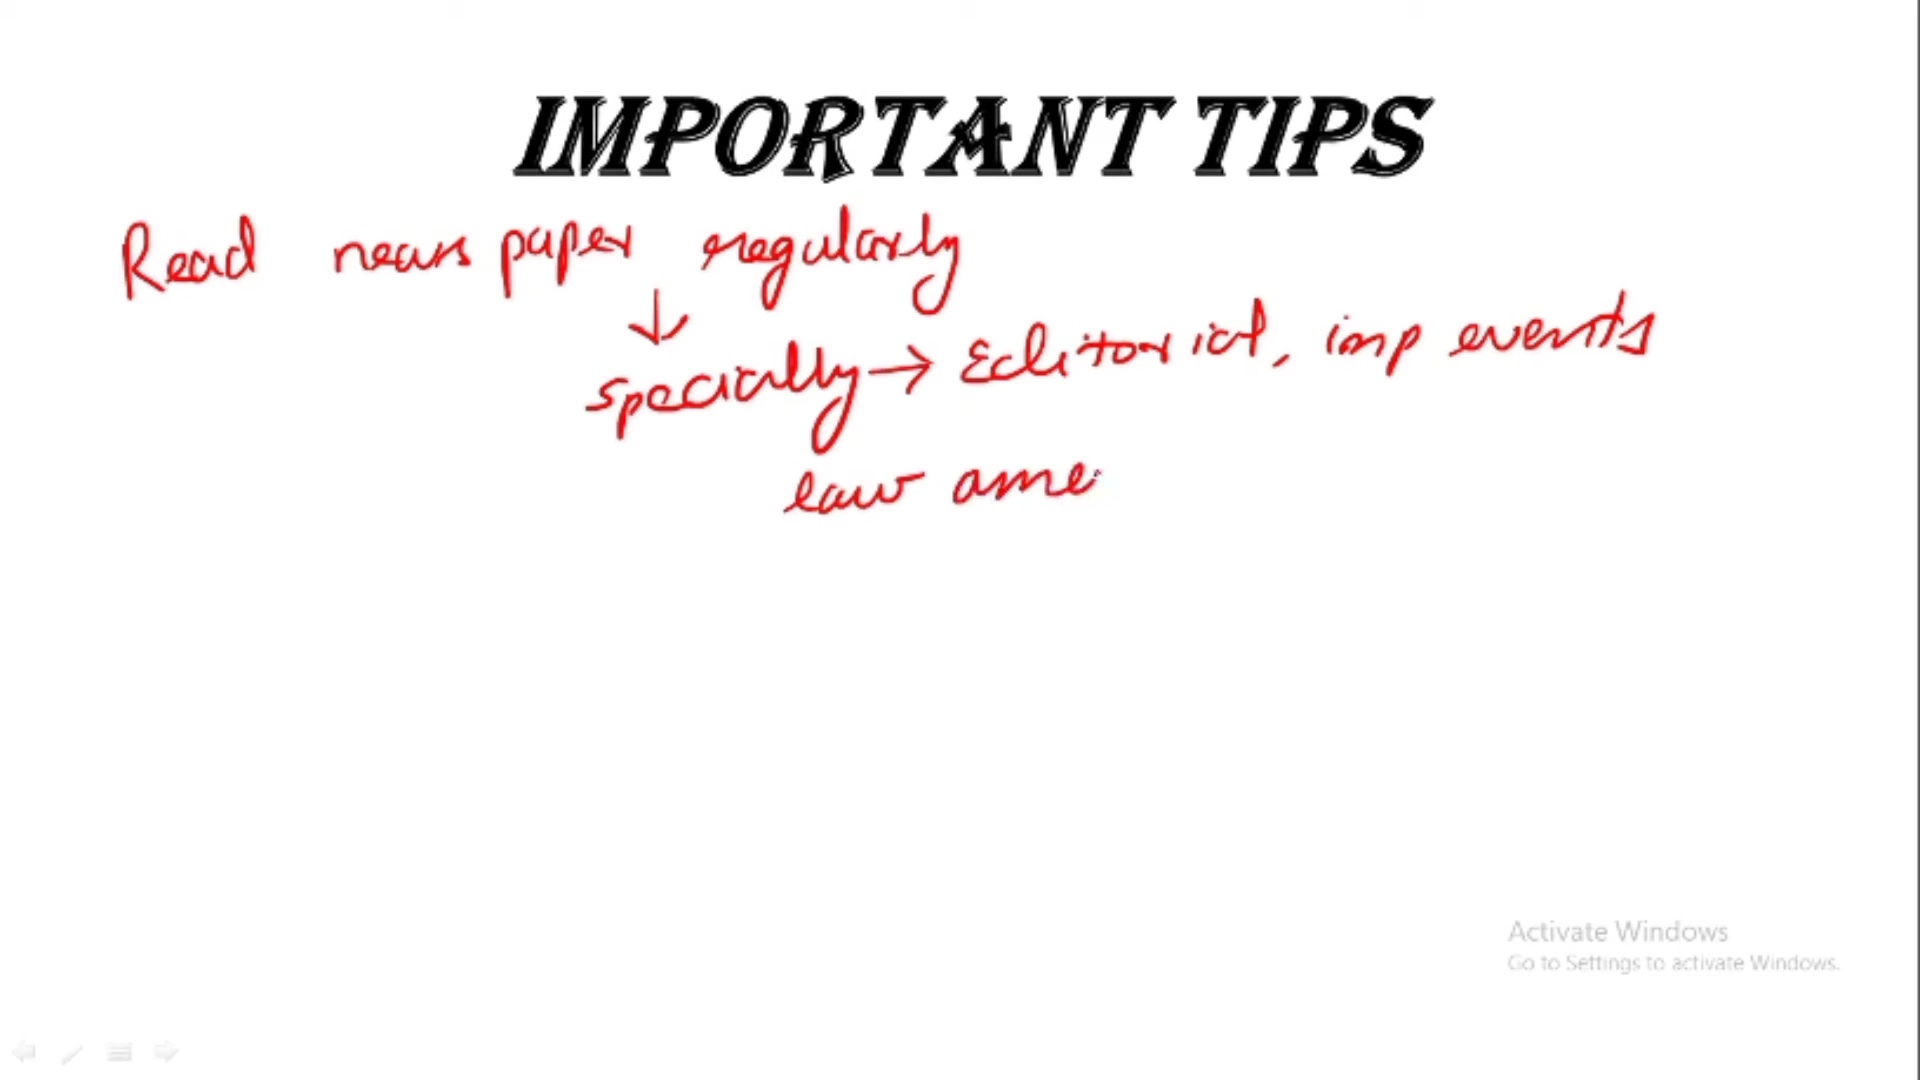 IMPORTANT TIPS
Read news paper regularly
↓
specially → Editorial, imp events
law ame
Activate Windows
Go to Settings to activate Windows.